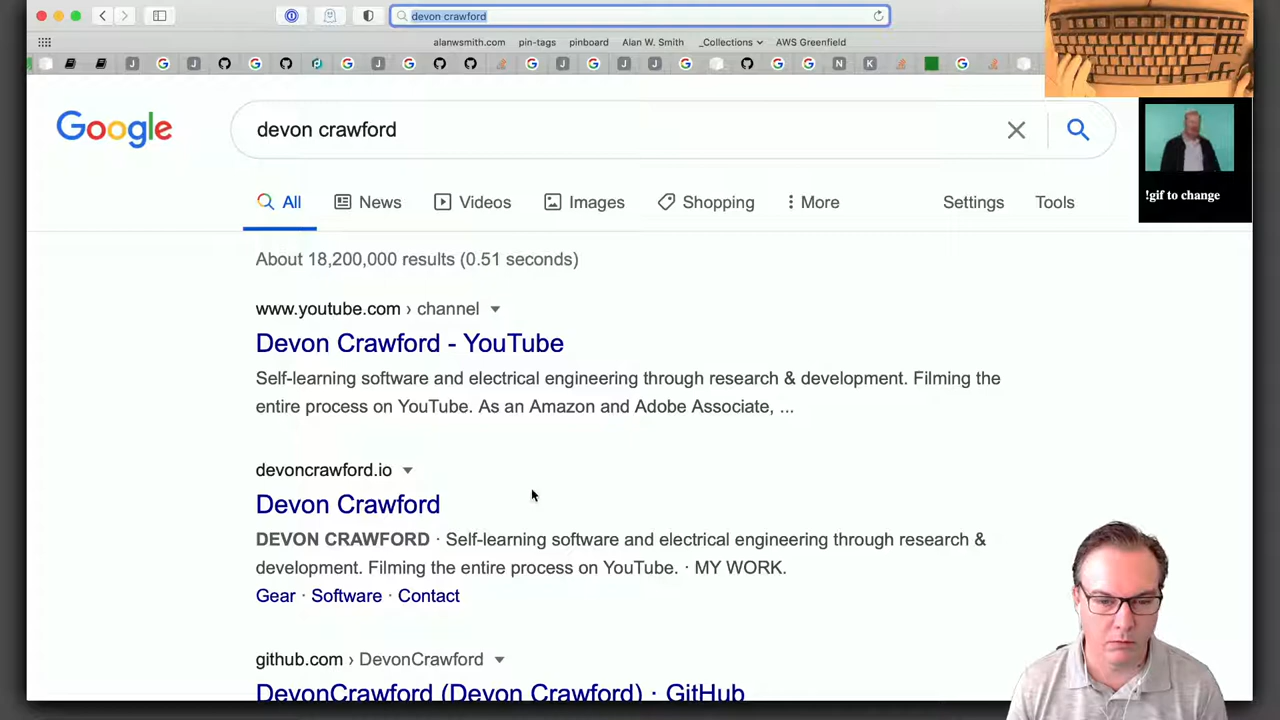 devon crawford
alanwsmith.com pin-tags pinboard Alan W. Smith _Collections AWS Greenfield
Google devon crawford
All News Videos Images Shopping More Settings Tools
!gif to change
About 18,200,000 results (0.51 seconds)
www.youtube.com › channel
Devon Crawford - YouTube
Self-learning software and electrical engineering through research & development. Filming the
entire process on YouTube. As an Amazon and Adobe Associate, ...
devoncrawford.io
Devon Crawford
DEVON CRAWFORD · Self-learning software and electrical engineering through research &
development. Filming the entire process on YouTube. · MY WORK.
Gear · Software · Contact
github.com › DevonCrawford
DevonCrawford (Devon Crawford) · GitHub